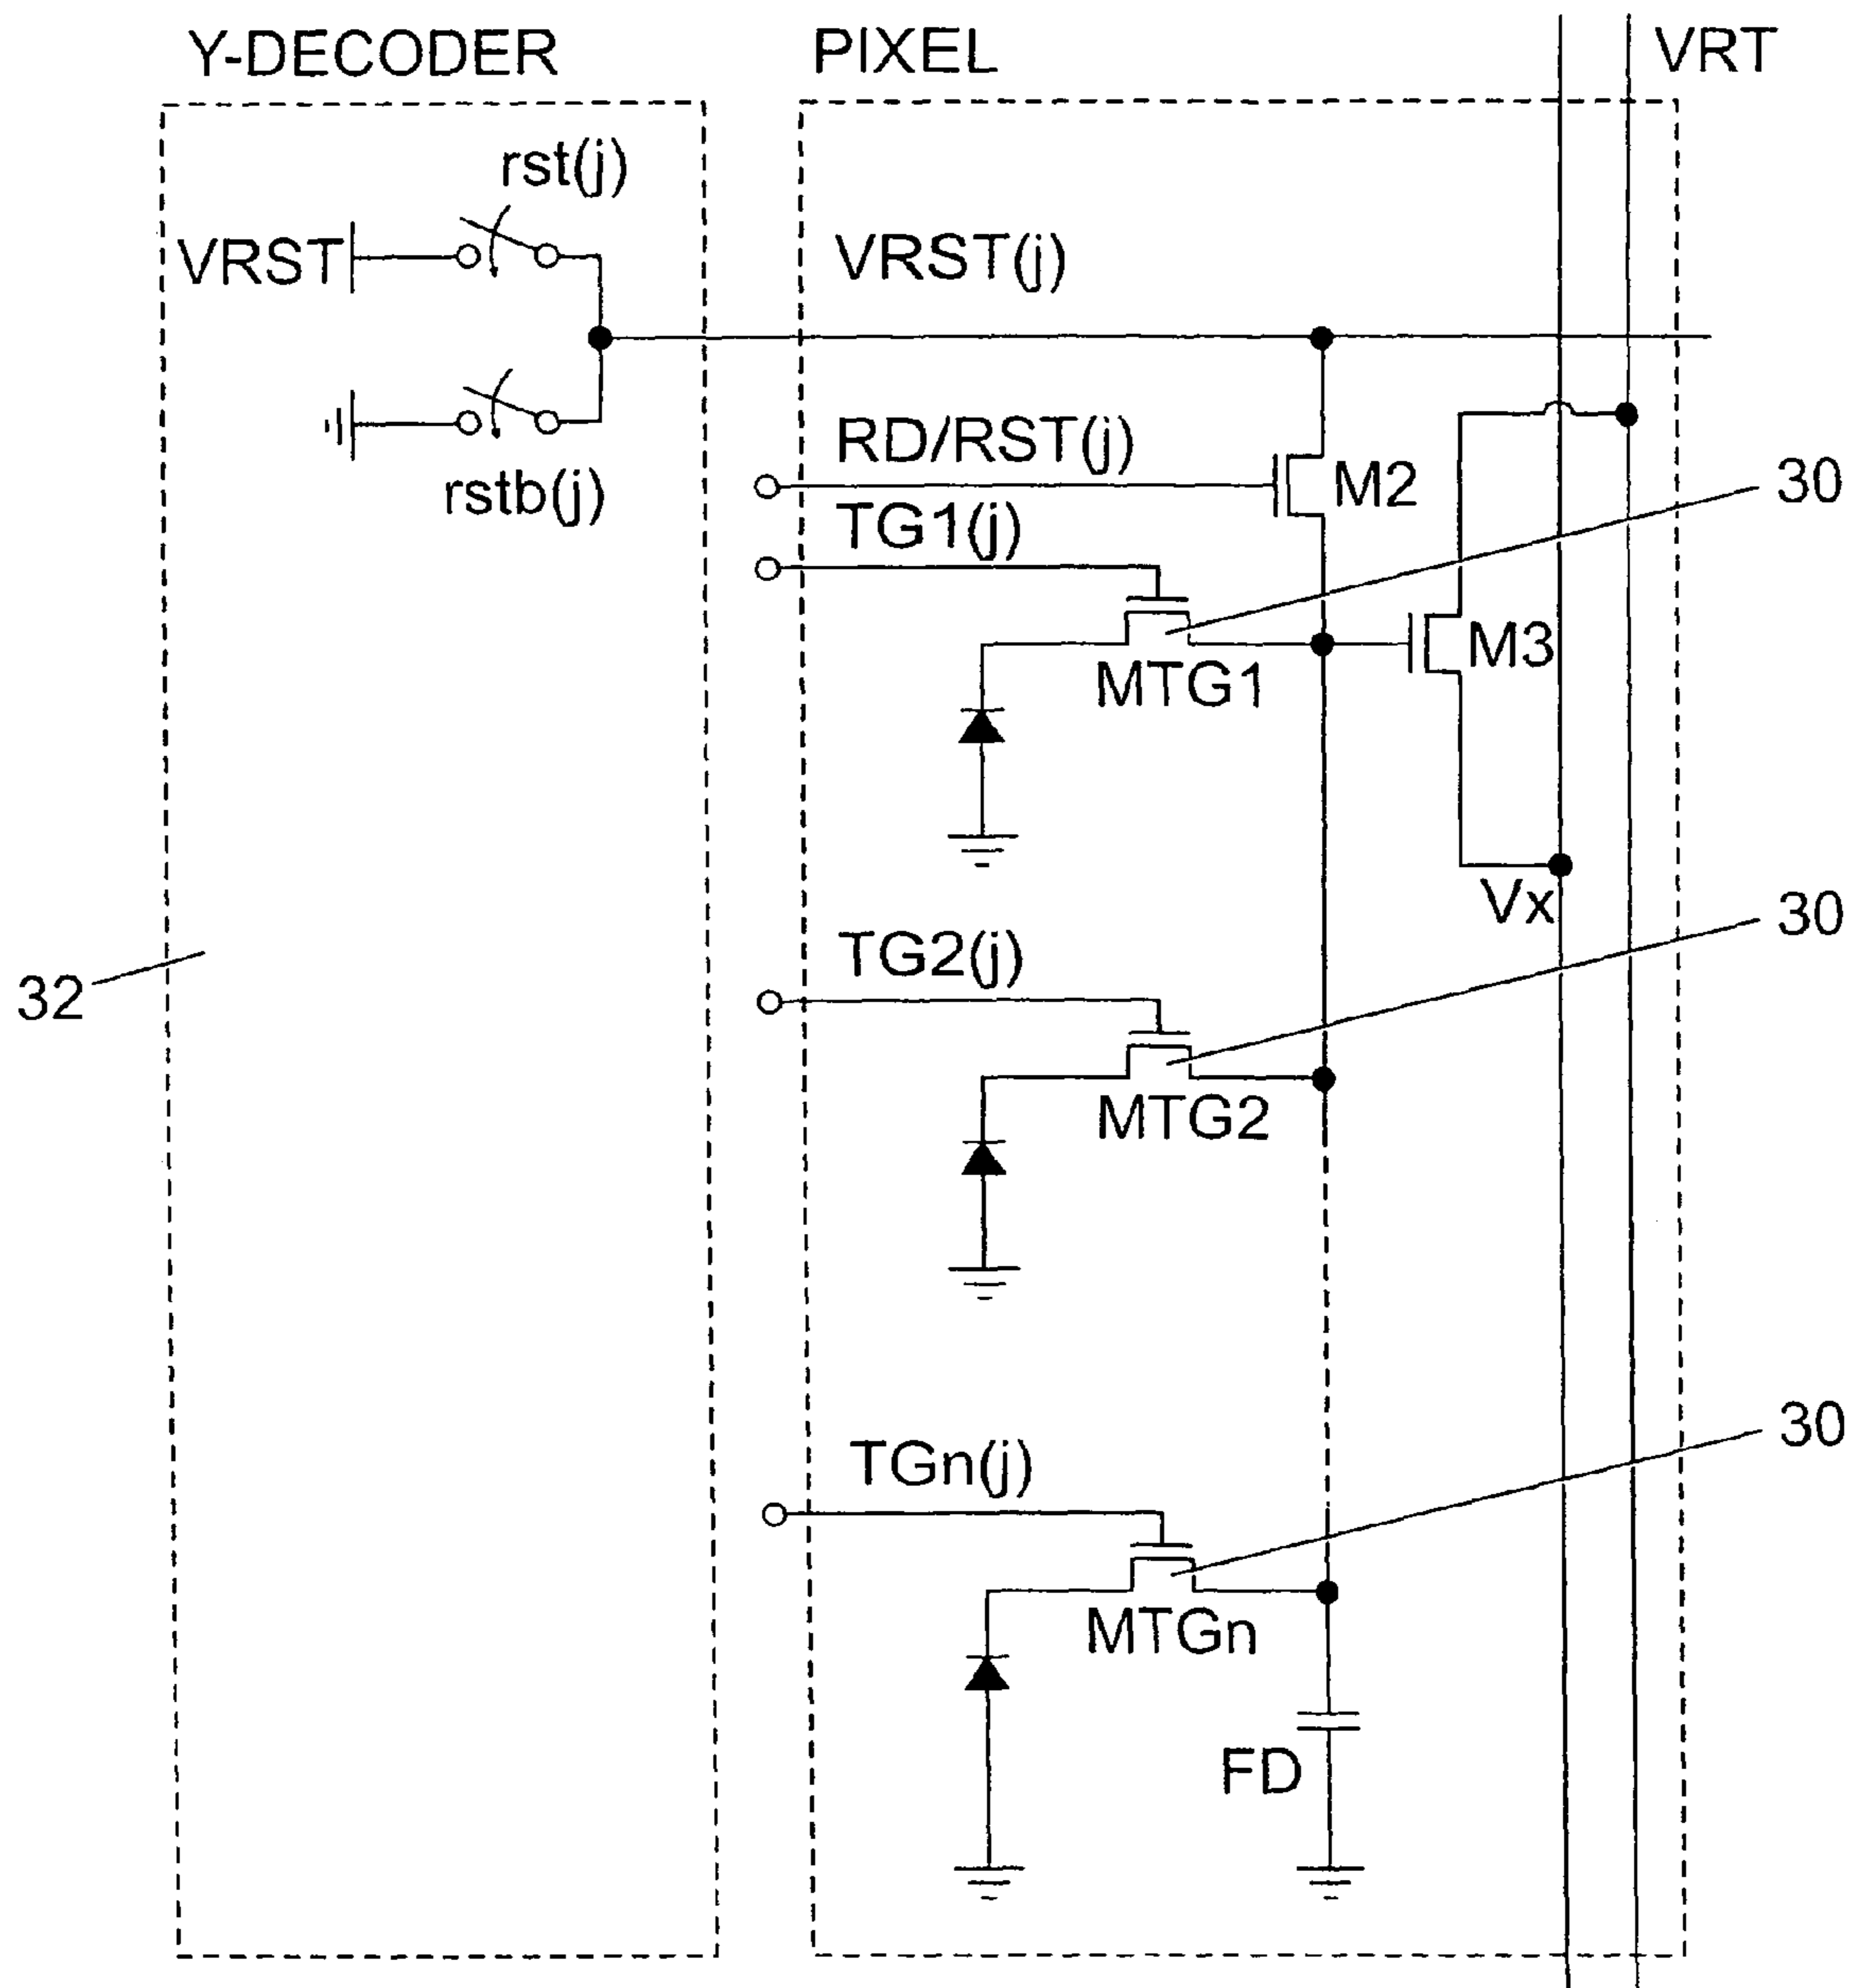 Y-DECODER
PIXEL
VRT
rst(j)
VRST
VRST(j)
rstb(j)
RD/RST(j)
M2
30
TG1(j)
MTG1
M3
Vx
30
TG2(j)
32
MTG2
30
TGn(j)
MTGn
FD